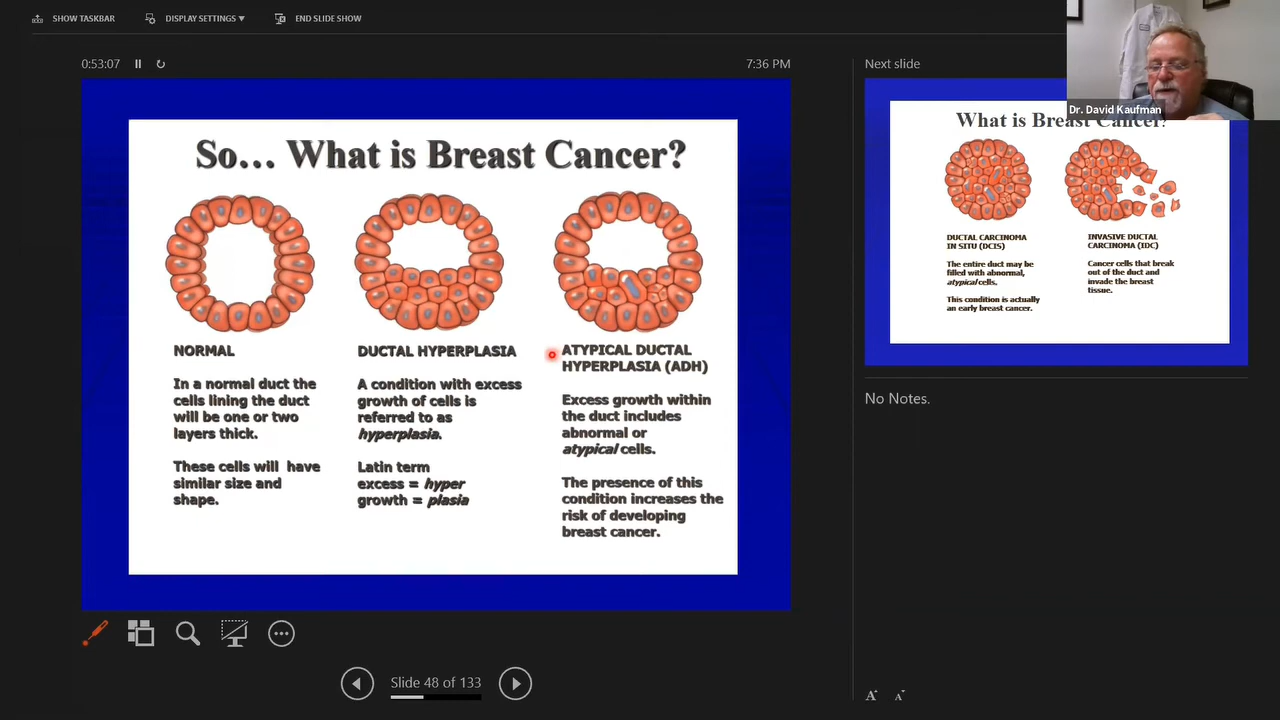 SHOW TASKBAR
DISPLAY SETTINGS ▼
END SLIDE SHOW
0:53:07
7:36 PM
So… What is Breast Cancer?
NORMAL
In a normal duct the
cells lining the duct
will be one or two
layers thick.
These cells will have
similar size and
shape.
DUCTAL HYPERPLASIA
A condition with excess
growth of cells is
referred to as
hyperplasia.
Latin term
excess = hyper
growth = plasia
ATYPICAL DUCTAL
HYPERPLASIA (ADH)
Excess growth within
the duct includes
abnormal or
atypical cells.
The presence of this
condition increases the
risk of developing
breast cancer.
Slide 48 of 133
Next slide
Dr. David Kaufman
What is Breast Cancer?
DUCTAL CARCINOMA
IN SITU (DCIS)
The entire duct may be
filled with abnormal,
atypical cells.
This condition is actually
an early breast cancer.
INVASIVE DUCTAL
CARCINOMA (IDC)
Cancer cells that break
out of the duct and
invade the breast
tissue.
No Notes.
A A